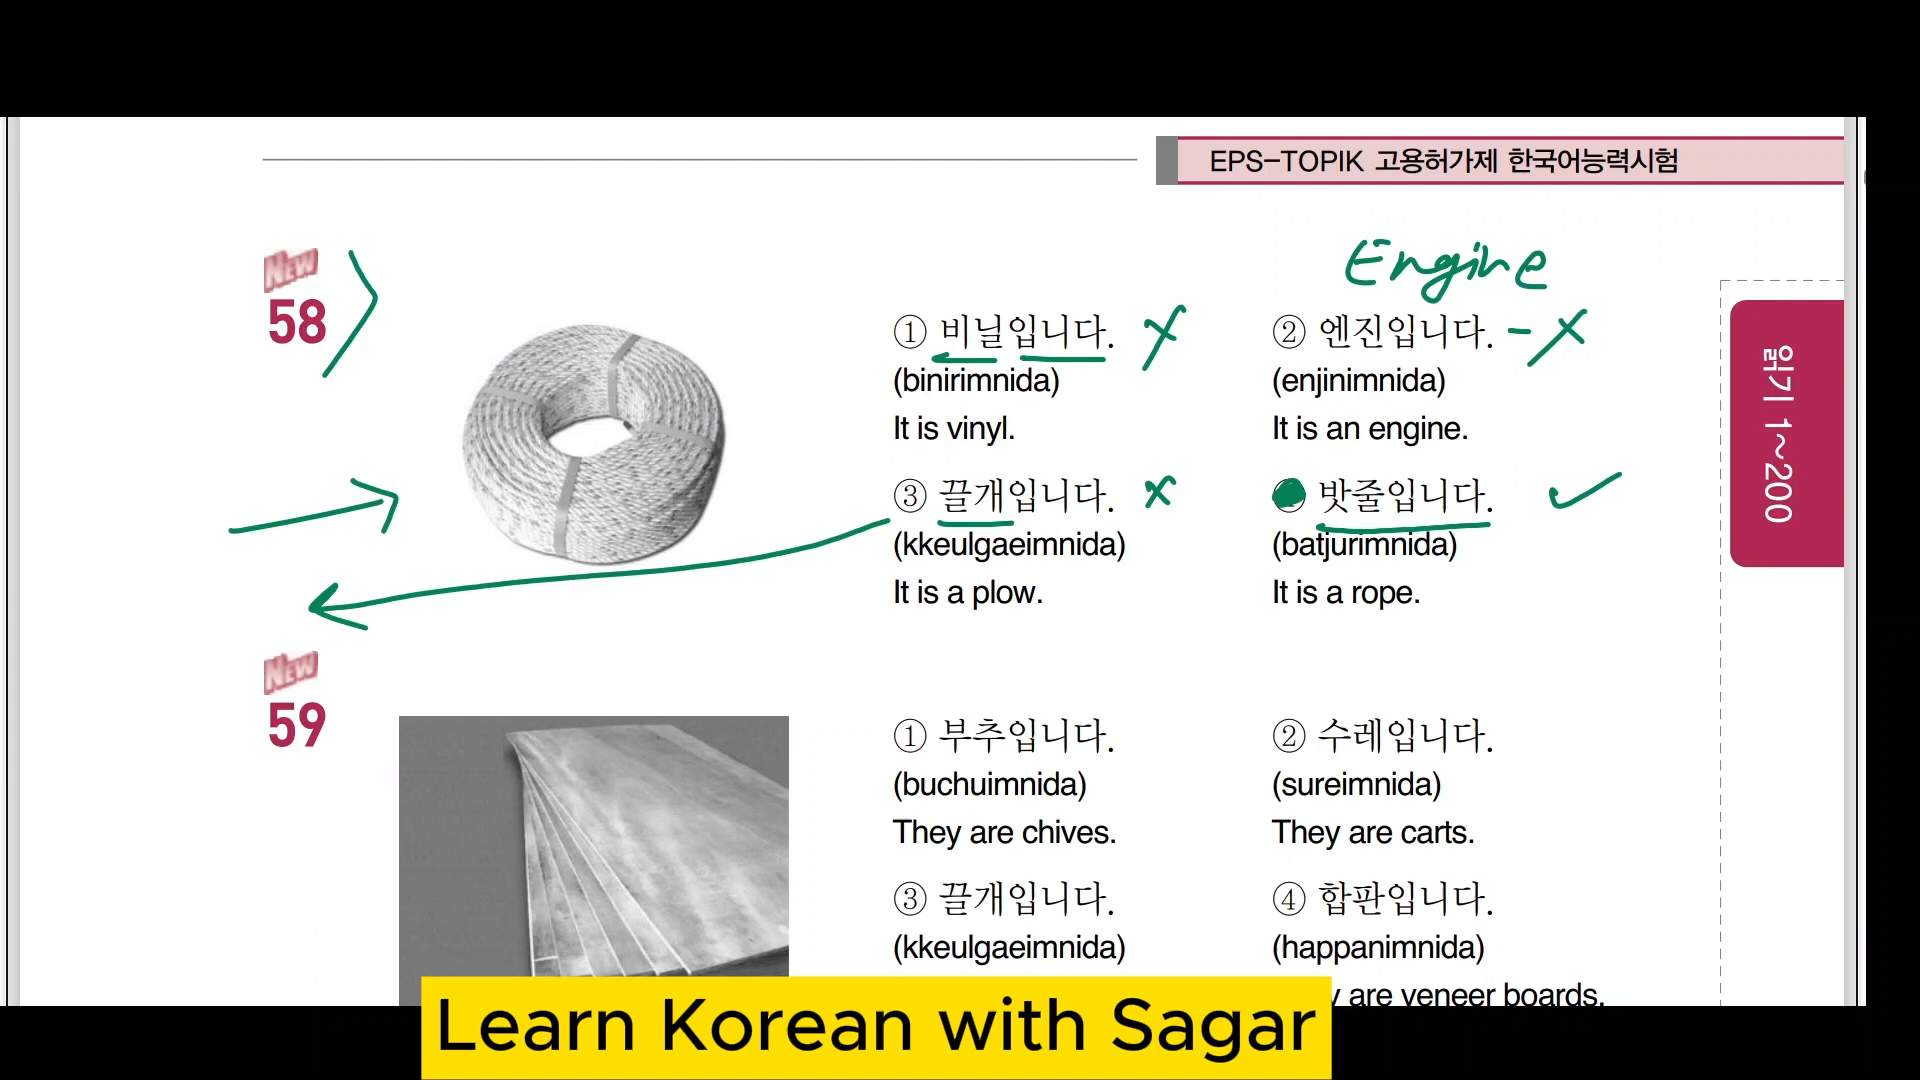 EPS-TOPIK 고용허가제 한국어능력시험
NEW
58
Engine
① 비닐입니다.
(binirimnida)
It is vinyl.
② 엔진입니다.
(enjinimnida)
It is an engine.
③ 끌개입니다.
(kkeulgaeimnida)
It is a plow.
밧줄입니다.
(batjurimnida)
It is a rope.
읽기 1~200
NEW
59
① 부추입니다.
(buchuimnida)
They are chives.
② 수레입니다.
(sureimnida)
They are carts.
③ 끌개입니다.
(kkeulgaeimnida)
④ 합판입니다.
(happanimnida)
are veneer boards.
Learn Korean with Sagar